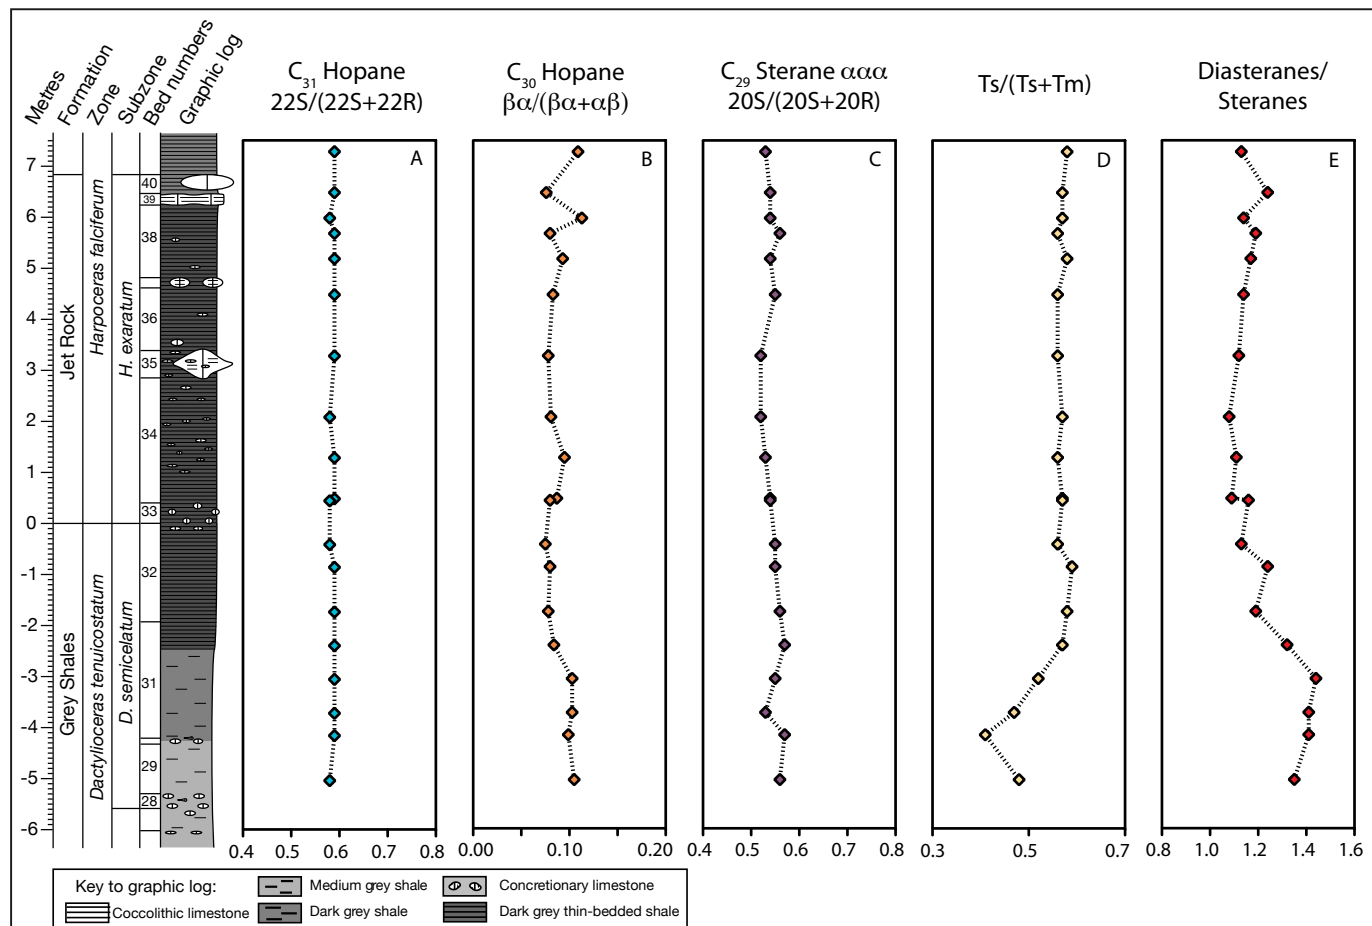 Metres
Formation
Zone
Subzone
Bed numbers
Graphic log
C31 Hopane
22S/(22S+22R)
C30 Hopane
βα/(βα+αβ)
C29 Sterane ααα
20S/(20S+20R)
Ts/(Ts+Tm)
Diasteranes/
Steranes
A
B
C
D
E
7
6
5
4
3
2
1
0
-1
-2
-3
-4
-5
-6
Jet Rock
Grey Shales
Harpoceras falciferum
Dactylioceras tenuicostatum
H. exaratum
D. semicelatum
40
39
38
36
35
34
33
32
31
29
28
0.4 0.5 0.6 0.8
0.00 0.10 0.20
0.4 0.5 0.6 0.8
0.3 0.5 0.7
0.8 1.0 1.2 1.4 1.6
Key to graphic log:
Coccolithic limestone
Medium grey shale
Dark grey shale
Concretionary limestone
Dark grey thin-bedded shale